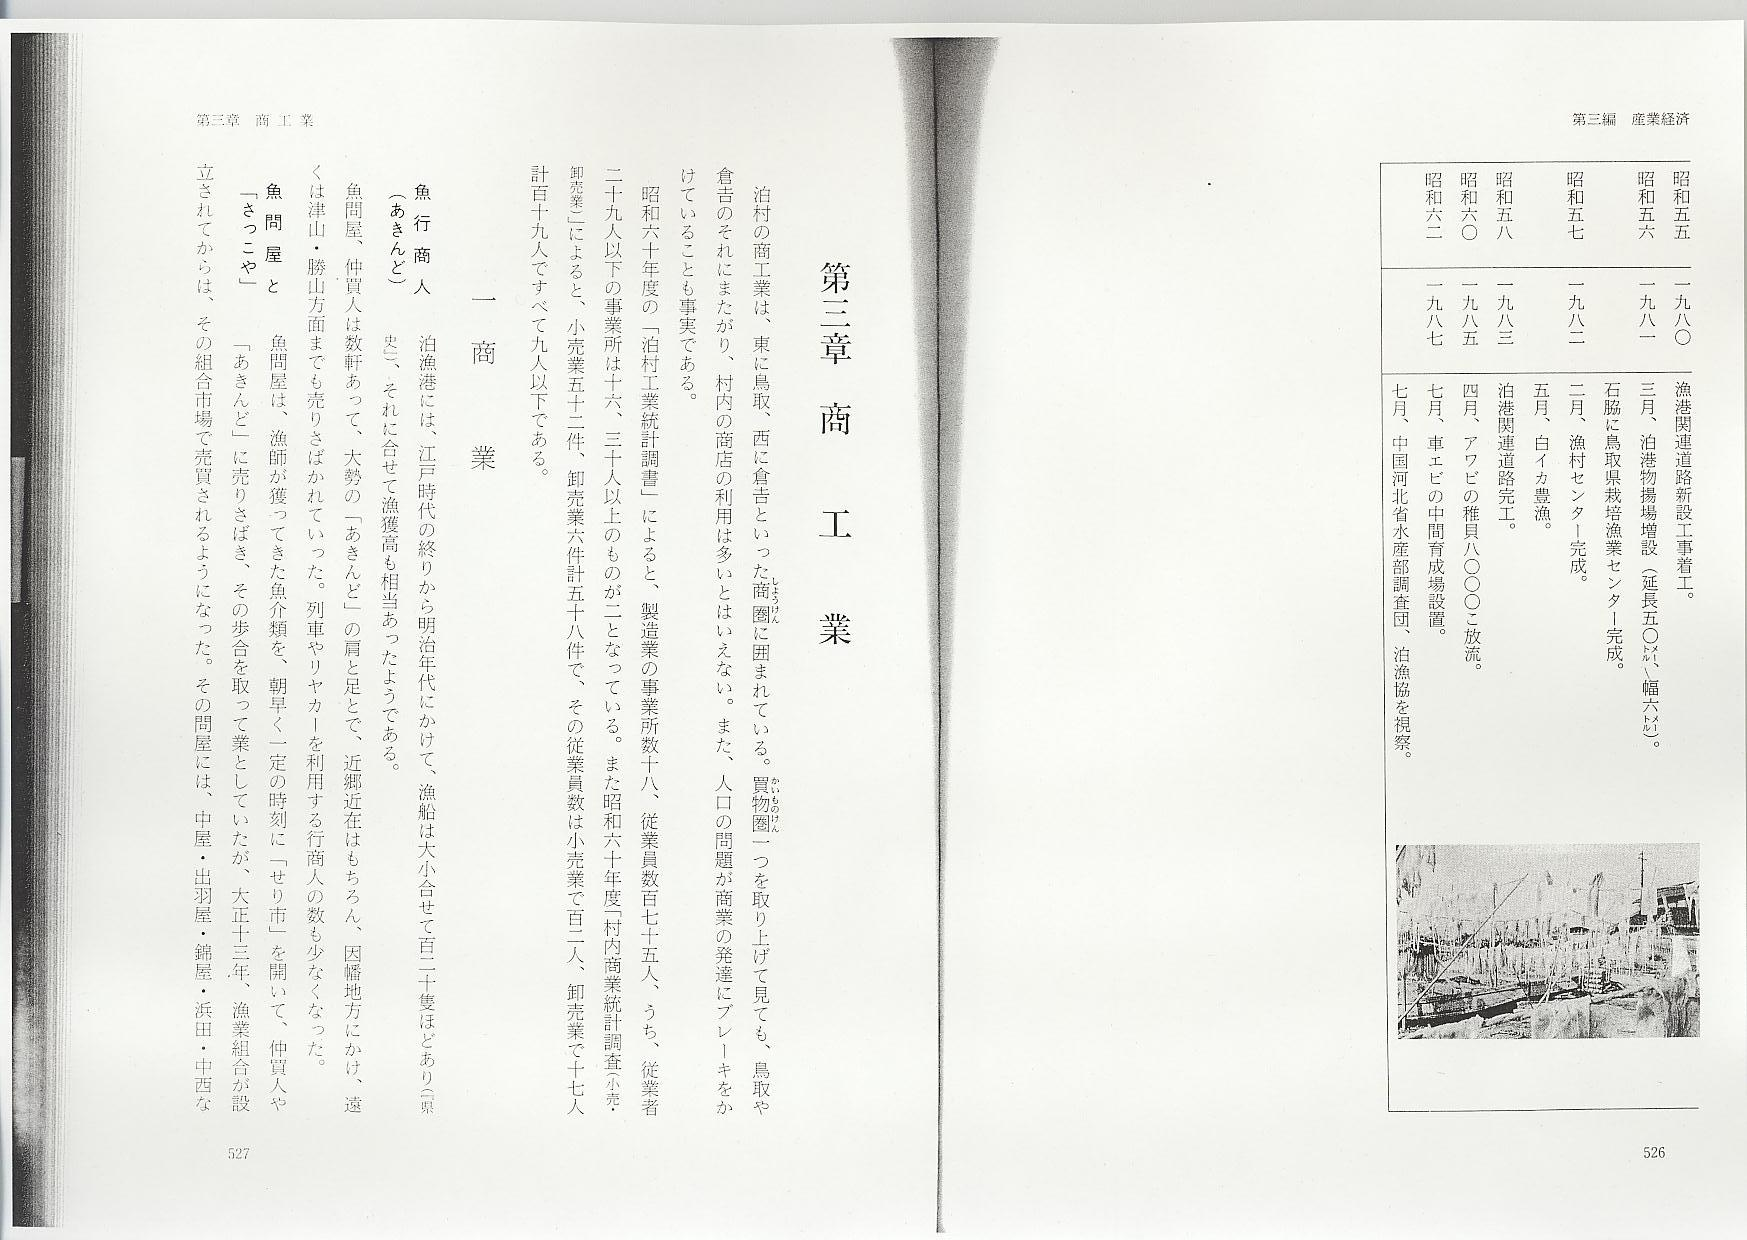 第三編　産業経済
昭和五五　一九八〇　漁港関連道路新設工事着工。
昭和五六　一九八一　三月、泊港物揚場増設（延長五〇メートル、幅六メートル）。
石脇に鳥取県栽培漁業センター完成。
昭和五七　一九八二　二月、漁村センター完成。
五月、白イカ豊漁。
昭和五八　一九八三　泊港関連道路完工。
昭和六〇　一九八五　四月、アワビの稚貝八〇〇〇こ放流。
昭和六二　一九八七　七月、車エビの中間育成場設置。
七月、中国河北省水産部調査団、泊漁協を視察。
526
第三章　商工業
第三章　商　工　業
泊村の商工業は、東に鳥取、西に倉吉といった商圏に囲まれている。買物圏一つを取り上げて見ても、鳥取や
しようけん
かいものけん
倉吉のそれにまたがり、村内の商店の利用は多いとはいえない。また、人口の問題が商業の発達にブレーキをか
けていることも事実である。
昭和六十年度の「泊村工業統計調書」によると、製造業の事業所数十八、従業員数百七十五人、うち、従業者
二十九人以下の事業所は十六、三十人以上のものが二となっている。また昭和六十年度「村内商業統計調査（小売・
卸売業）」によると、小売業五十二件、卸売業六件計五十八件で、その従業員数は小売業で百二人、卸売業で十七人
計百十九人ですべて九人以下である。
一　商　業
魚行商人
（あきんど）
泊漁港には、江戸時代の終りから明治年代にかけて、漁船は大小合せて百二十隻ほどあり（『県
史』）、それに合せて漁獲高も相当あったようである。
魚問屋、仲買人は数軒あって、大勢の「あきんど」の肩と足とで、近郷近在はもちろん、因幡地方にかけ、遠
くは津山・勝山方面までも売りさばかれていった。列車やリヤカーを利用する行商人の数も少なくなった。
魚問屋と
「さっこや」
魚問屋は、漁師が獲ってきた魚介類を、朝早く一定の時刻に「せり市」を開いて、仲買人や
「あきんど」に売りさばき、その歩合を取って業としていたが、大正十三年、漁業組合が設
立されてからは、その組合市場で売買されるようになった。その問屋には、中屋・出羽屋・錦屋・浜田・中西な
527